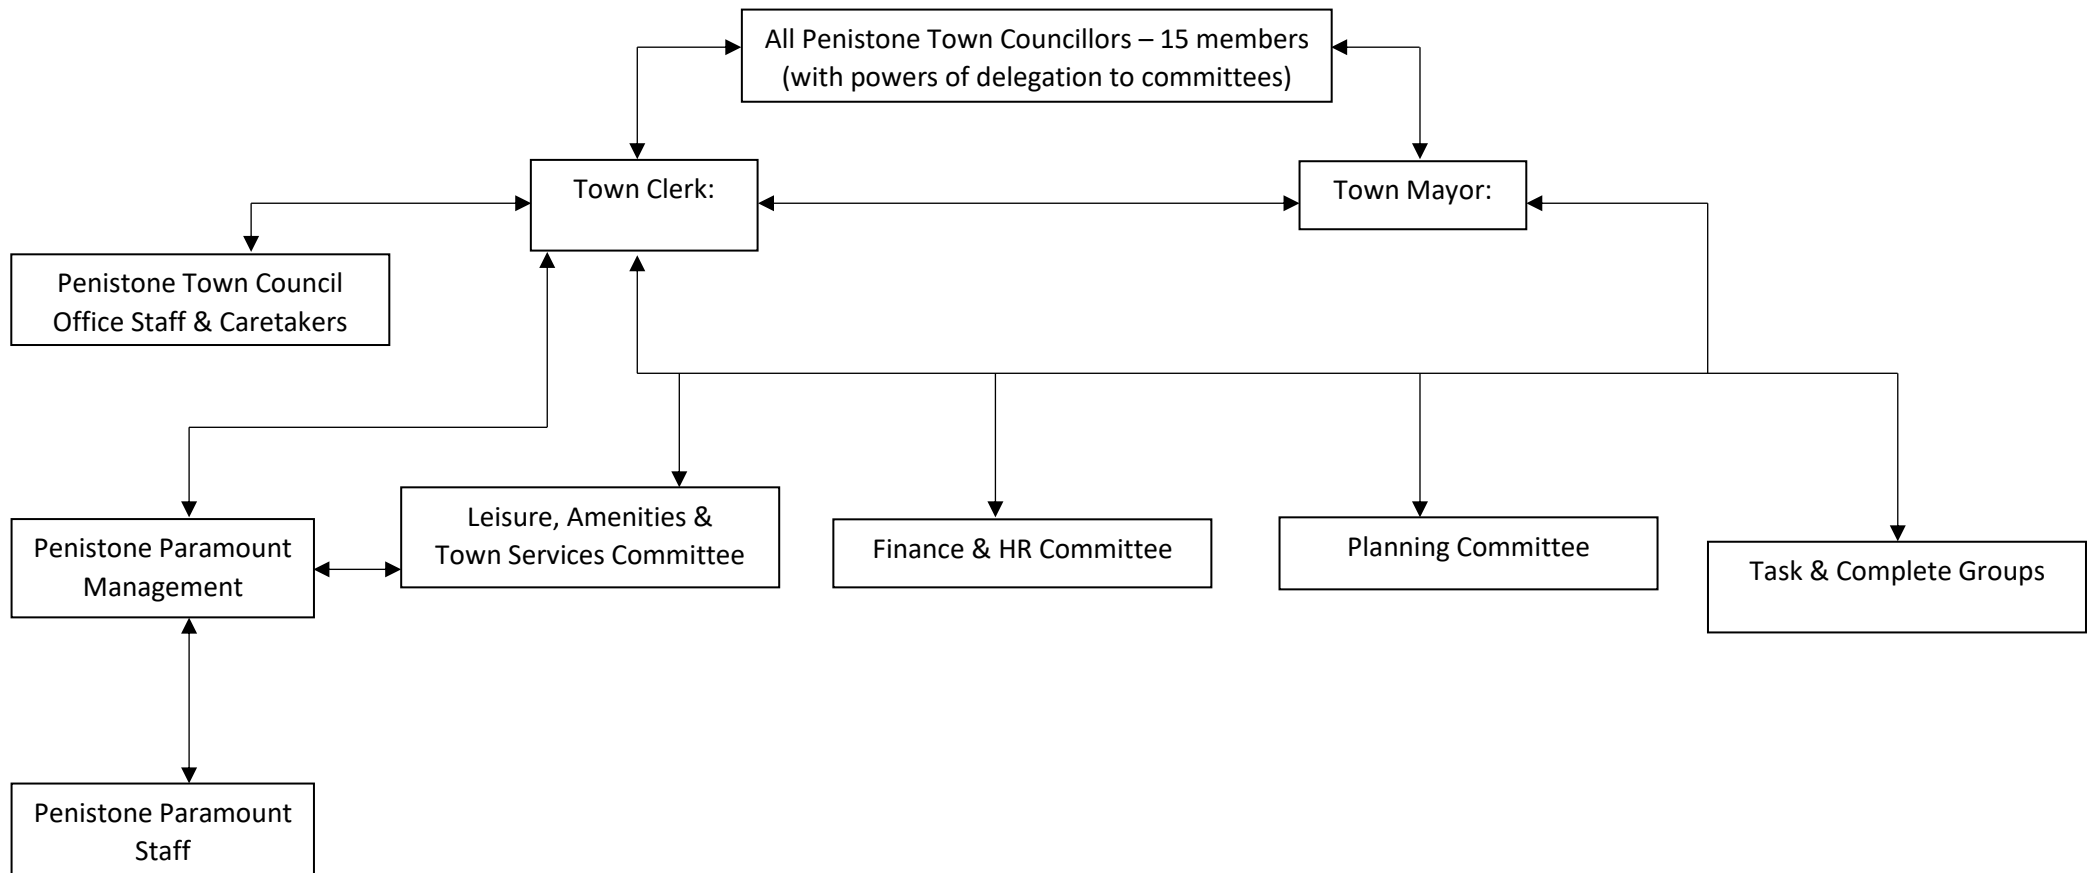 All Penistone Town Councillors – 15 members
(with powers of delegation to committees)
Town Clerk:
Town Mayor:
Penistone Town Council
Office Staff & Caretakers
Penistone Paramount
Management
Leisure, Amenities &
Town Services Committee
Finance & HR Committee
Planning Committee
Task & Complete Groups
Penistone Paramount
Staff